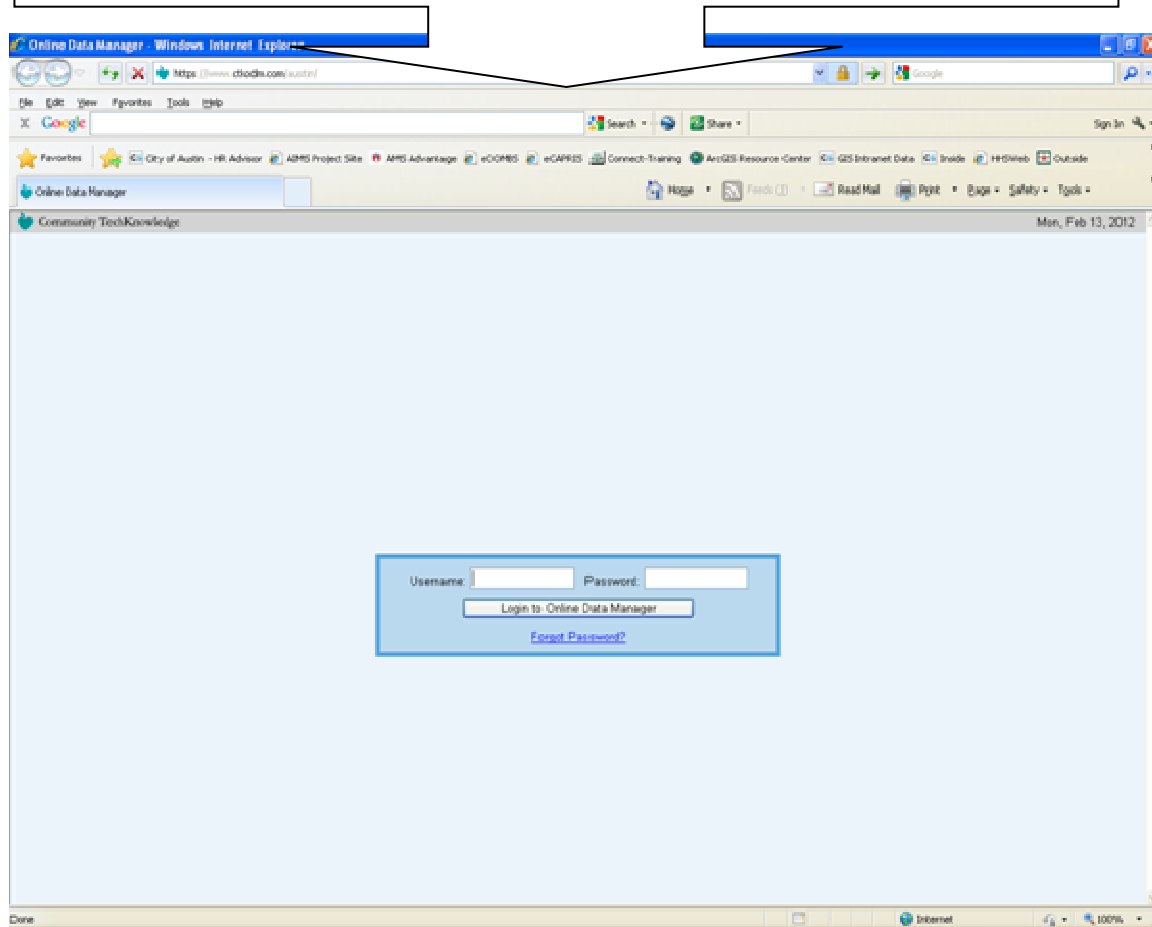 Online Data Manager - Windows Internet Explorer
https://www.ctkodm.com/austin/
Google
File Edit View Favorites Tools Help
X Google Search Share Sign In
Favorites City of Austin - HR Advisor AIMS Project Site AIMS Advantage eCOMBS eCAPRIS Connect-Training ArcGIS Resource Center GIS Intranet Data Inside HHSWeb Outside
Online Data Manager Home Feeds Read Mail Print Page Safety Tools
Community TechKnowledge Mon, Feb 13, 2012
Username: Password:
Login to Online Data Manager
Forgot Password?
Done Internet 100%